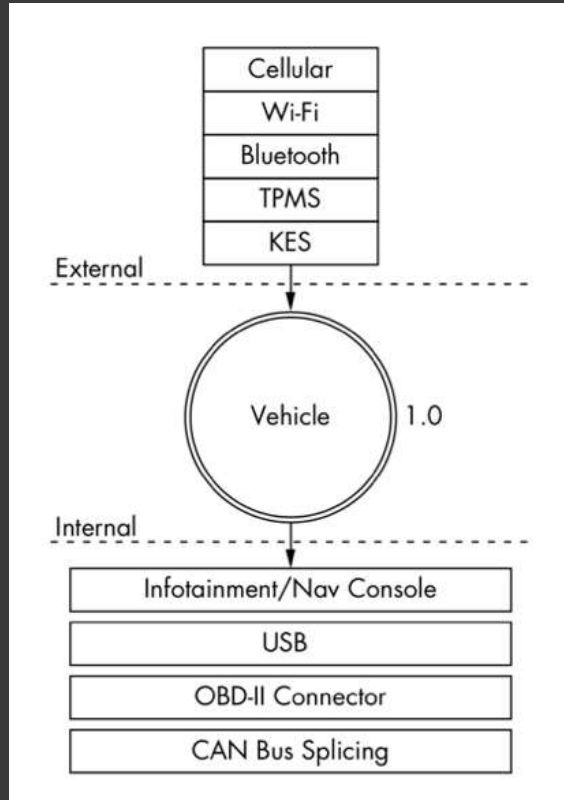 Cellular
Wi-Fi
Bluetooth
TPMS
KES
External
Vehicle
1.0
Internal
Infotainment/Nav Console
USB
OBD-II Connector
CAN Bus Splicing